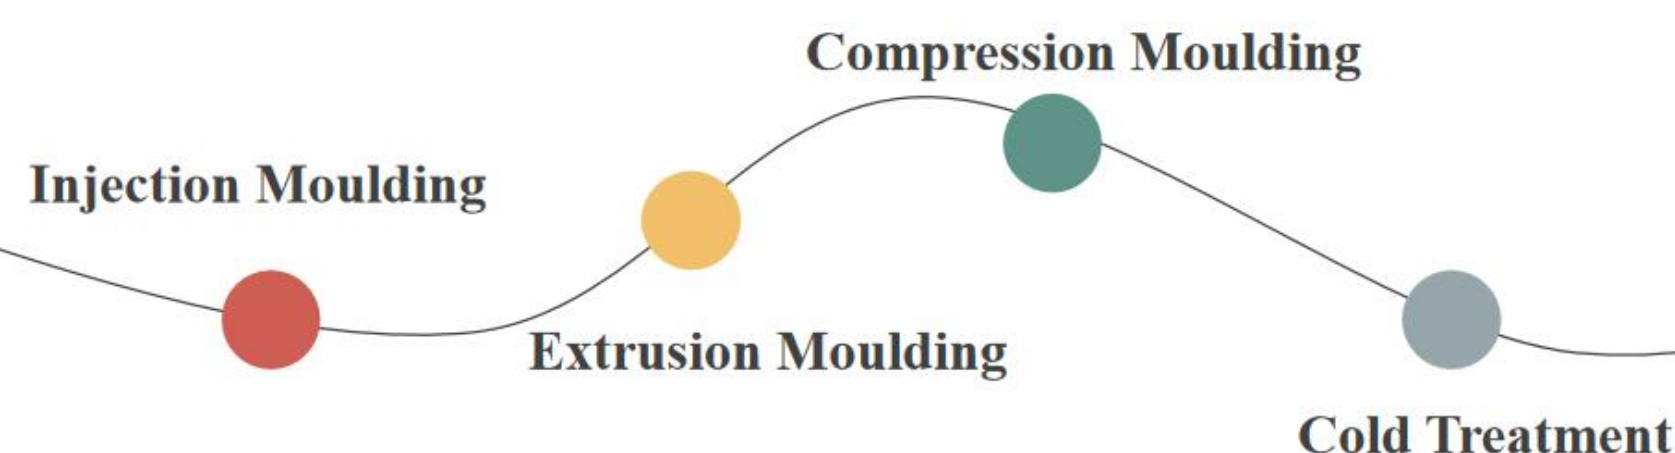 Injection Moulding
Extrusion Moulding
Compression Moulding
Cold Treatment